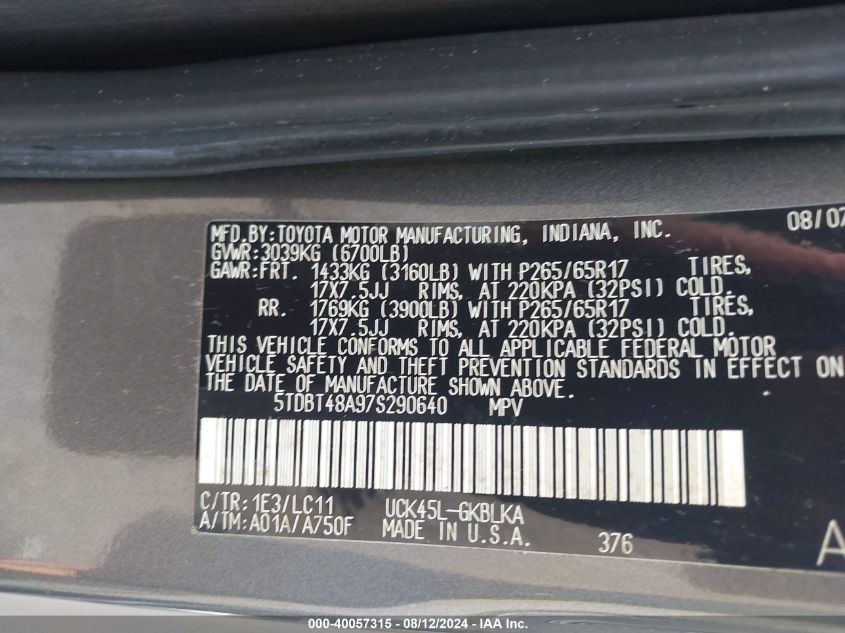 MFD.BY:TOYOTA MOTOR MANUFACTURING, INDIANA, INC. 08/07
GVWR:3039KG (6700LB)
GAWR:FRT. 1433KG (3160LB) WITH P265/65R17 TIRES,
17X7.5JJ RIMS, AT 220KPA (32PSI) COLD.
RR. 1769KG (3900LB) WITH P265/65R17 TIRES,
17X7.5JJ RIMS, AT 220KPA (32PSI) COLD.
THIS VEHICLE CONFORMS TO ALL APPLICABLE FEDERAL MOTOR
VEHICLE SAFETY AND THEFT PREVENTION STANDARDS IN EFFECT ON
THE DATE OF MANUFACTURE SHOWN ABOVE.
5TDBT48A97S290640 MPV
C/TR:1E3/LC11 UCK45L-GKBLKA
A/TM:A01A/A750F MADE IN U.S.A. 376 A
000-40057315 - 08/12/2024 - IAA Inc.